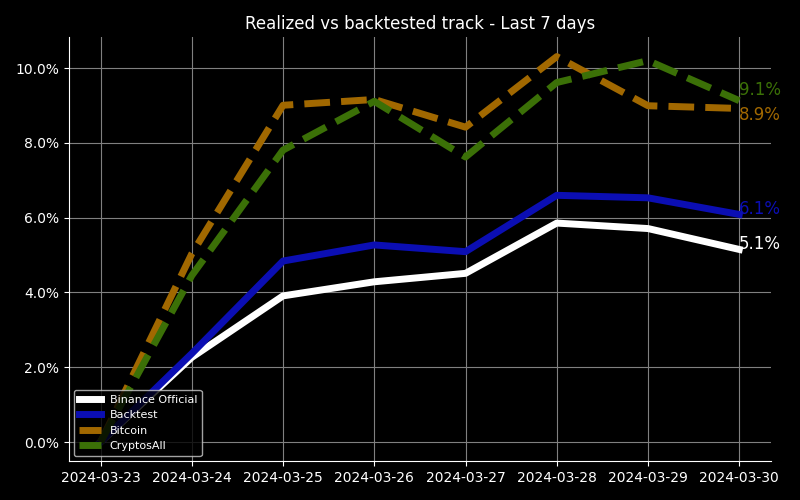 Realized vs backtested track - Last 7 days
10.0%
8.0%
6.0%
4.0%
2.0%
0.0%
9.1%
8.9%
6.1%
5.1%
Binance Official
Backtest
Bitcoin
CryptosAll
2024-03-23 2024-03-24 2024-03-25 2024-03-26 2024-03-27 2024-03-28 2024-03-29 2024-03-30